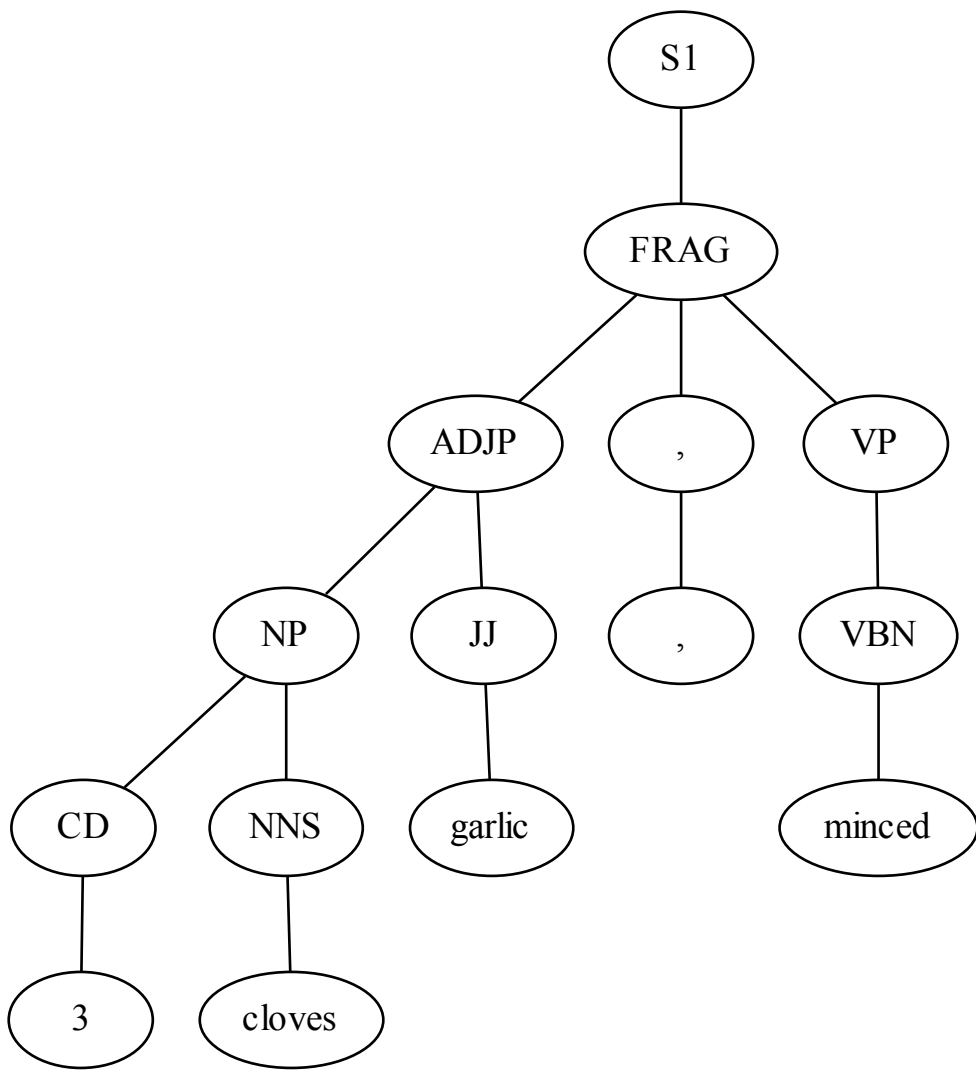 S1
FRAG
ADJP , VP
NP JJ , VBN
CD NNS garlic minced
3 cloves